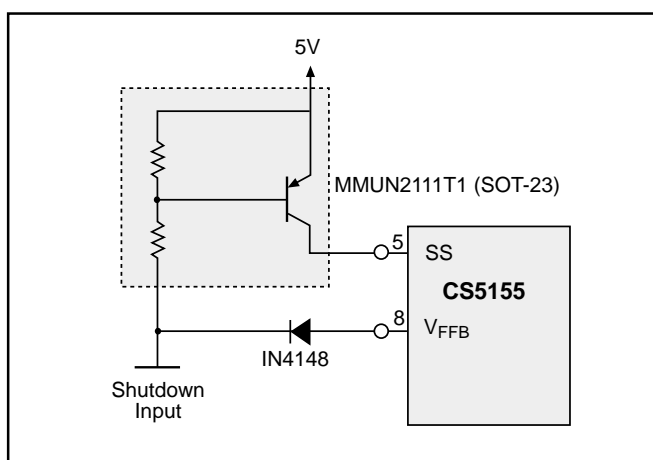 5V
MMUN2111T1 (SOT-23)
5
SS
CS5155
8
VFFB
IN4148
Shutdown
Input